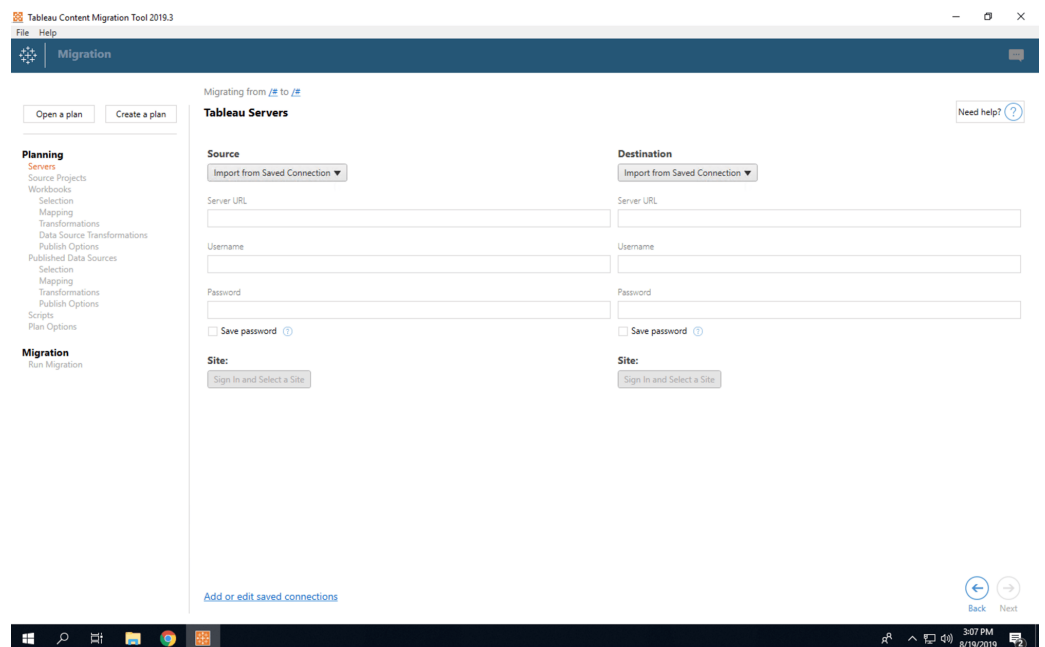 Tableau Content Migration Tool 2019.3
File Help
Migration
Migrating from /# to /#
Open a plan Create a plan
Tableau Servers
Need help? ?
Planning
Servers
Source Projects
Workbooks
Selection
Mapping
Transformations
Data Source Transformations
Publish Options
Published Data Sources
Selection
Mapping
Transformations
Publish Options
Scripts
Plan Options
Migration
Run Migration
Source
Import from Saved Connection
Server URL
Username
Password
Save password ?
Site:
Sign In and Select a Site
Destination
Import from Saved Connection
Server URL
Username
Password
Save password ?
Site:
Sign In and Select a Site
Add or edit saved connections
Back Next
3:07 PM
8/19/2019
2